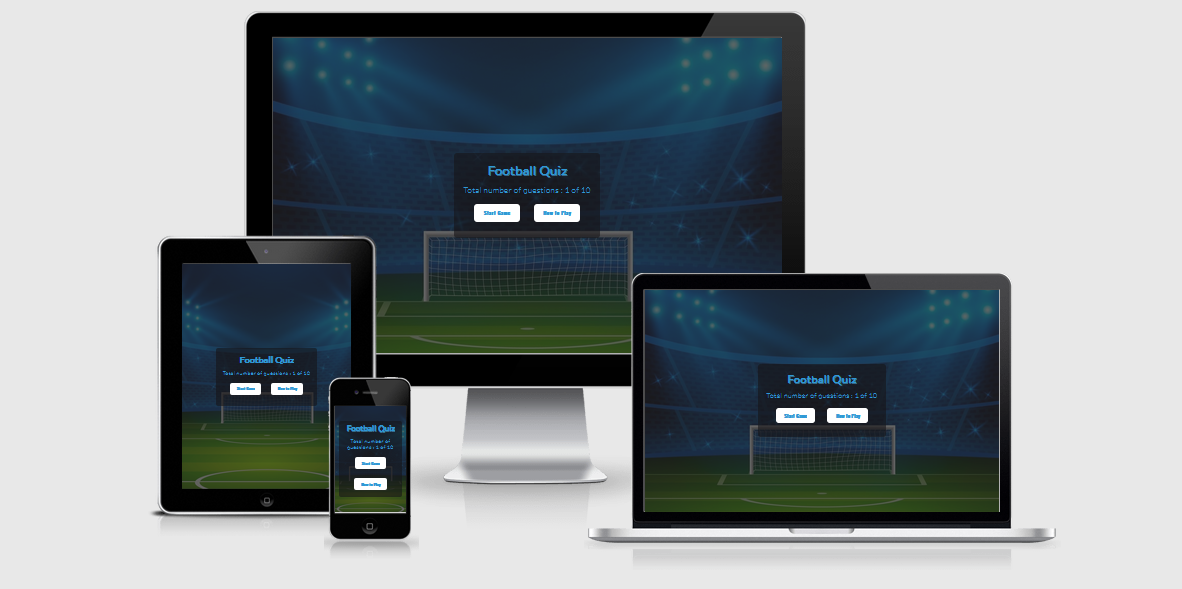 Football Quiz
Total number of questions : 1 of 10
Start Game
How to Play
Football Quiz
Total number of questions : 1 of 10
Start Game
How to Play
Football Quiz
Total number of
questions : 1 of 10
Start Game
How to Play
Football Quiz
Total number of questions : 1 of 10
Start Game
How to Play